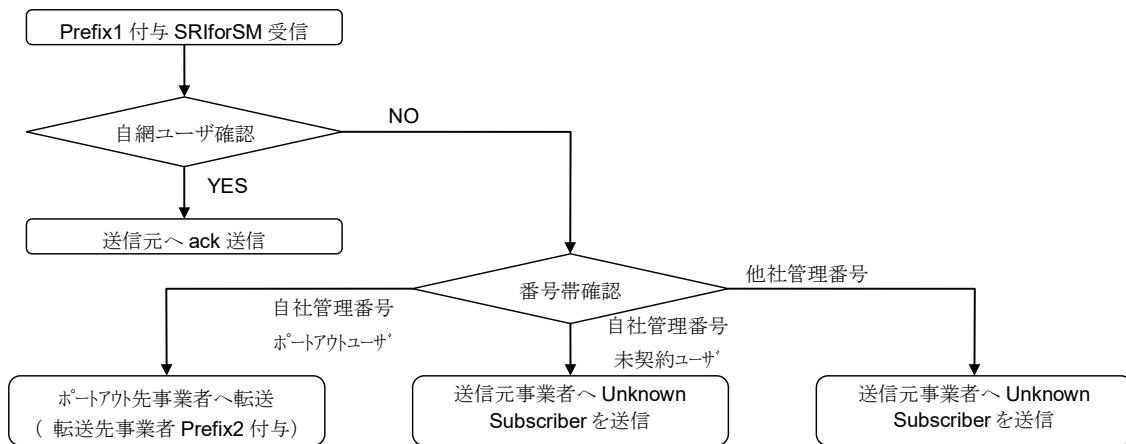 Prefix1 付与 SRIforSM 受信
NO
自網ユーザ確認
YES
送信元へ ack 送信
他社管理番号
番号帯確認
自社管理番号
ﾎﾟｰﾄｱｳﾄﾕｰｻﾞ
自社管理番号
未契約ﾕｰｻﾞ
ﾎﾟｰﾄｱｳﾄ先事業者へ転送
( 転送先事業者 Prefix2 付与)
送信元事業者へ Unknown
Subscriber を送信
送信元事業者へ Unknown
Subscriber を送信